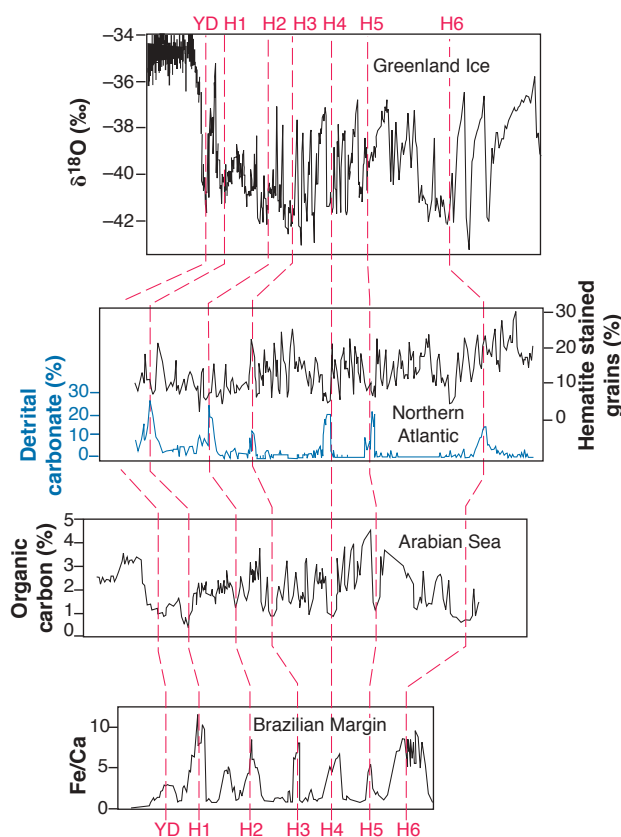 YD H1 H2 H3 H4 H5 H6
–34
–36
–38
–40
–42
δ18O (‰)
Greenland Ice
30
20
10
0
Hematite stained
grains (%)
30
20
10
0
Detrital
carbonate (%)
Northern
Atlantic
5
4
3
2
1
0
Organic
carbon (%)
Arabian Sea
10
5
0
Fe/Ca
Brazilian Margin
YD H1 H2 H3 H4 H5 H6